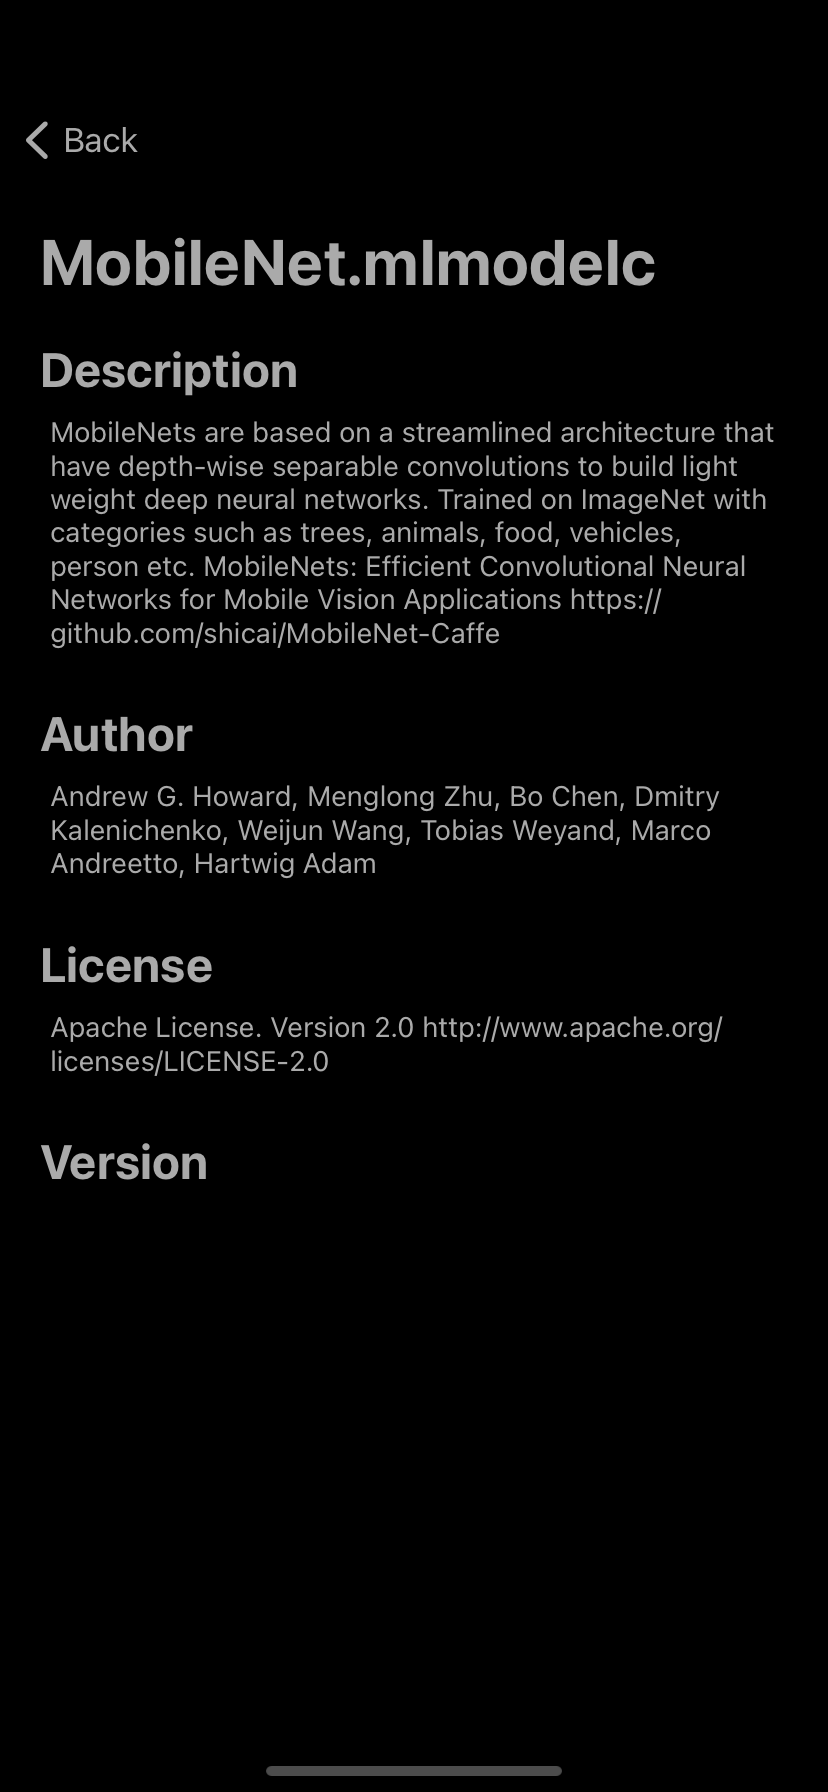 Back
MobileNet.mlmodelc
Description
MobileNets are based on a streamlined architecture that
have depth-wise separable convolutions to build light
weight deep neural networks. Trained on ImageNet with
categories such as trees, animals, food, vehicles,
person etc. MobileNets: Efficient Convolutional Neural
Networks for Mobile Vision Applications https://
github.com/shicai/MobileNet-Caffe
Author
Andrew G. Howard, Menglong Zhu, Bo Chen, Dmitry
Kalenichenko, Weijun Wang, Tobias Weyand, Marco
Andreetto, Hartwig Adam
License
Apache License. Version 2.0 http://www.apache.org/
licenses/LICENSE-2.0
Version